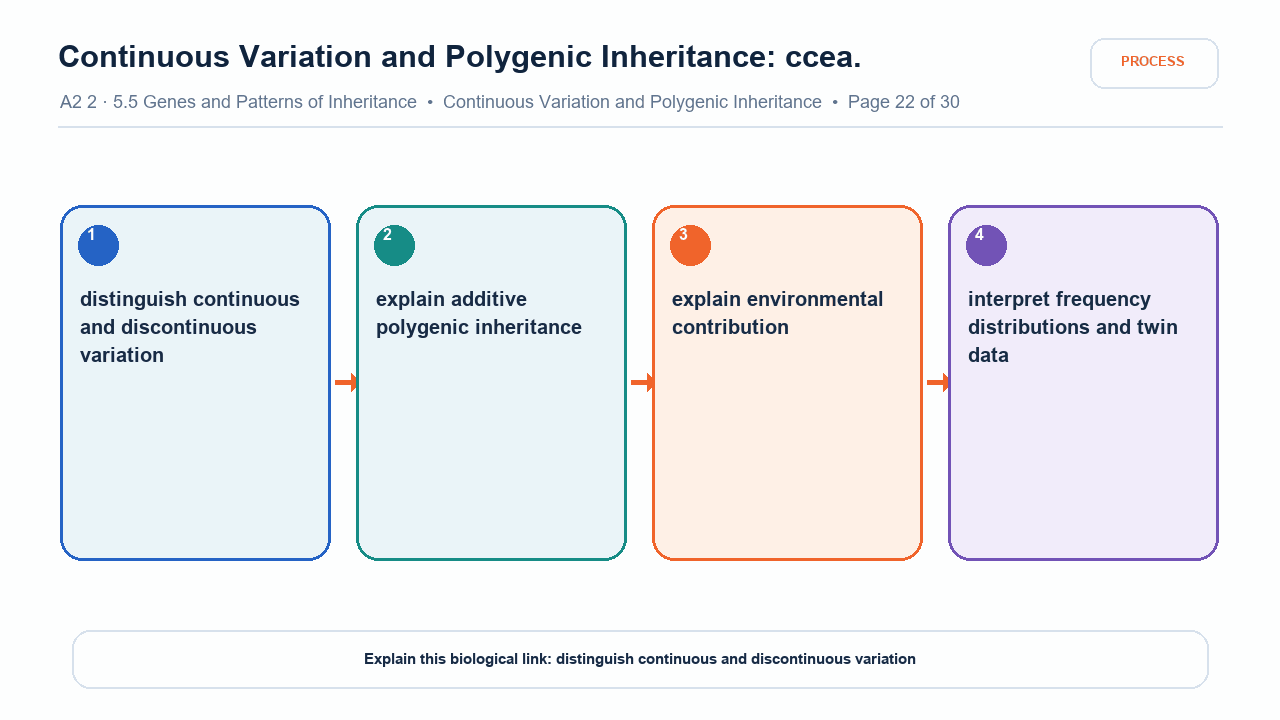 Continuous Variation and Polygenic Inheritance: ccea.
PROCESS
A2 2 · 5.5 Genes and Patterns of Inheritance • Continuous Variation and Polygenic Inheritance • Page 22 of 30
1
distinguish continuous
and discontinuous
variation
2
explain additive
polygenic inheritance
3
explain environmental
contribution
4
interpret frequency
distributions and twin
data
Explain this biological link: distinguish continuous and discontinuous variation